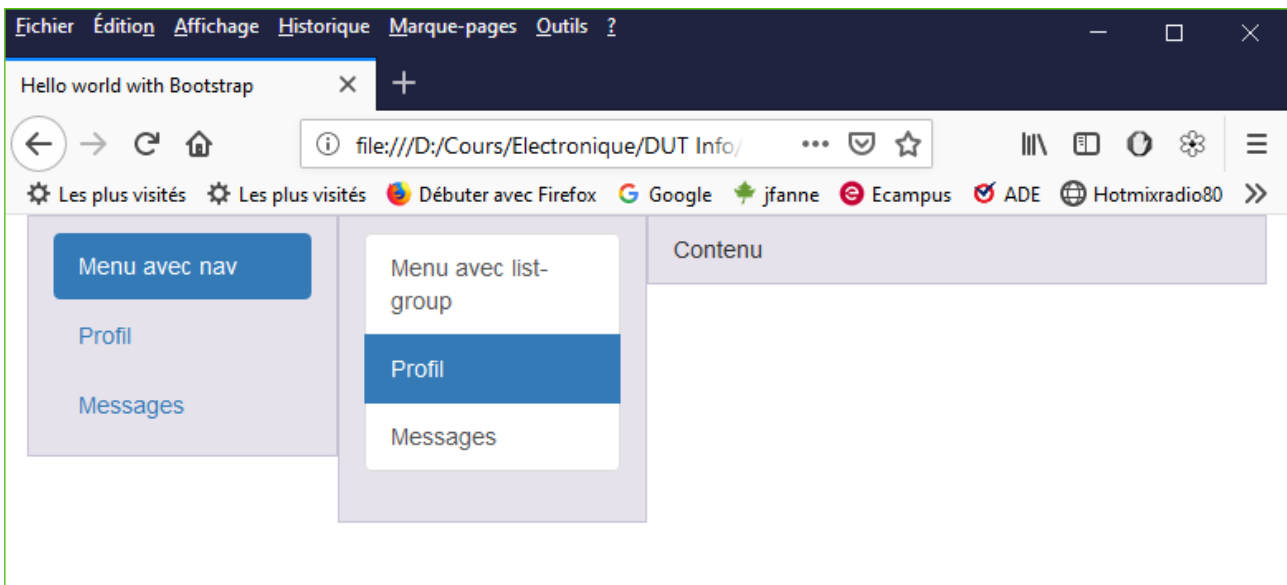 Fichier Édition Affichage Historique Marque-pages Outils ?
Hello world with Bootstrap
file:///D:/Cours/Electronique/DUT Info/
Les plus visités Les plus visités Débuter avec Firefox Google jfanne Ecampus ADE Hotmixradio80
Menu avec nav
Profil
Messages
Menu avec list-
group
Profil
Messages
Contenu